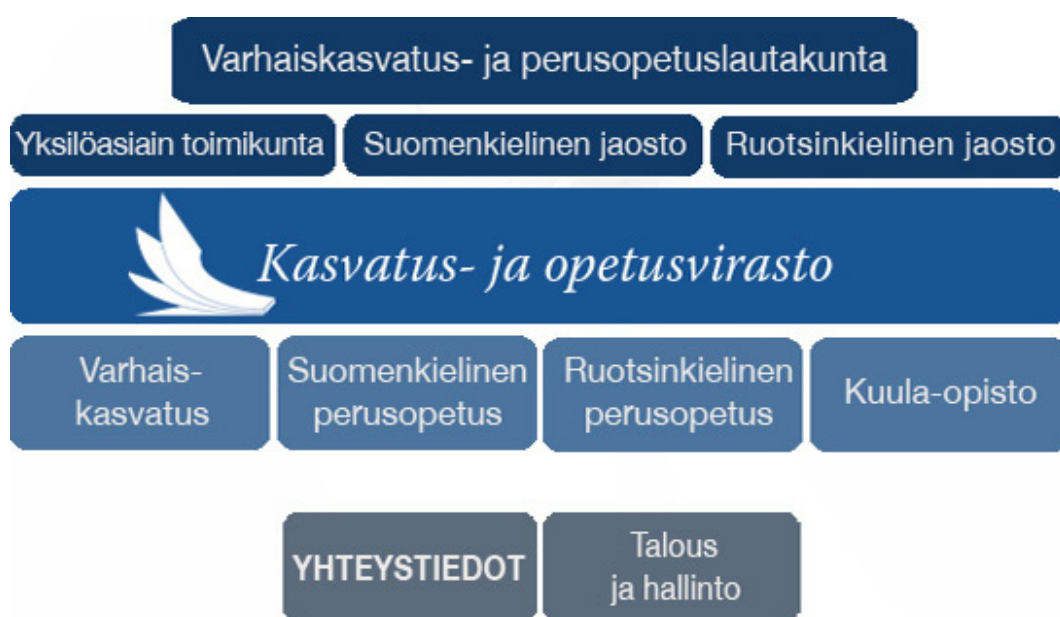 Varhaiskasvatus- ja perusopetuslautakunta
Yksilöasiain toimikunta
Suomenkielinen jaosto
Ruotsinkielinen jaosto
Kasvatus- ja opetusvirasto
Varhais-
kasvatus
Suomenkielinen
perusopetus
Ruotsinkielinen
perusopetus
Kuula-opisto
YHTEYSTIEDOT
Talous
ja hallinto